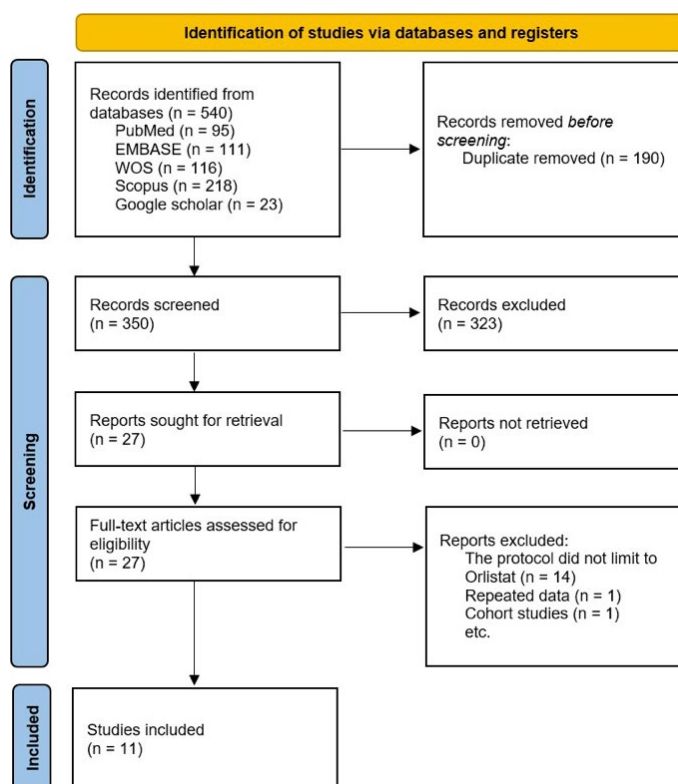 Identification of studies via databases and registers
Identification
Records identified from
databases (n = 540)
PubMed (n = 95)
EMBASE (n = 111)
WOS (n = 116)
Scopus (n = 218)
Google scholar (n = 23)
Records removed before
screening:
Duplicate removed (n = 190)
Screening
Records screened
(n = 350)
Records excluded
(n = 323)
Reports sought for retrieval
(n = 27)
Reports not retrieved
(n = 0)
Full-text articles assessed for
eligibility
(n = 27)
Reports excluded:
The protocol did not limit to
Orlistat (n = 14)
Repeated data (n = 1)
Cohort studies (n = 1)
etc.
Included
Studies included
(n = 11)